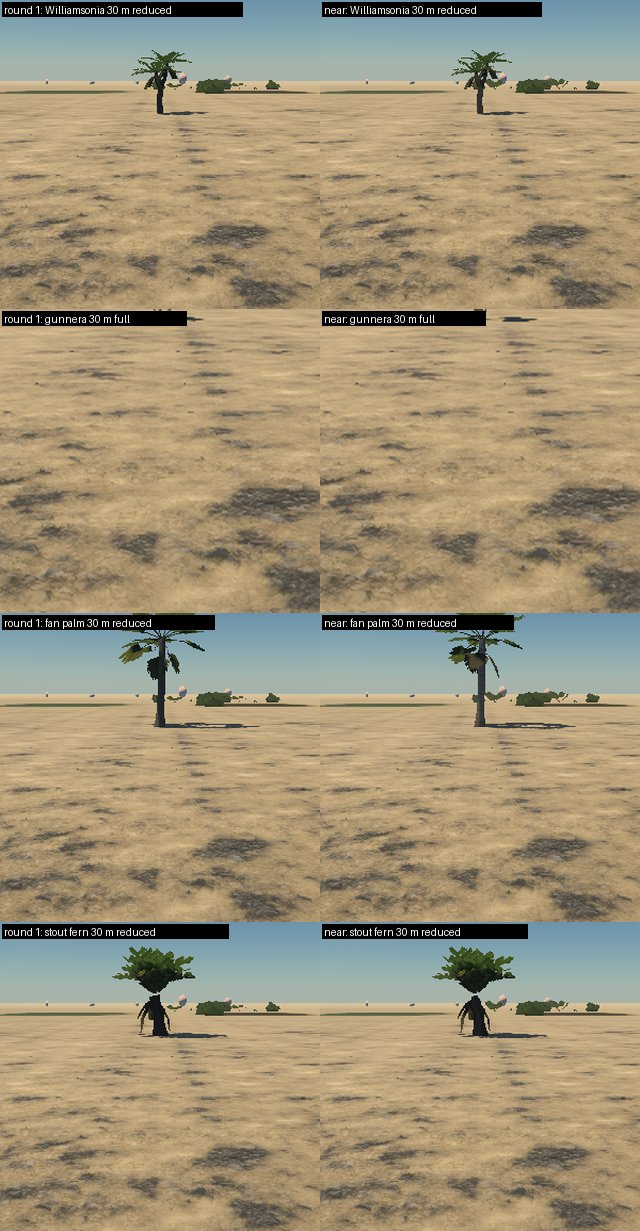 round 1: Williamsonia 30 m reduced
near: Williamsonia 30 m reduced
round 1: gunnera 30 m full
near: gunnera 30 m full
round 1: fan palm 30 m reduced
near: fan palm 30 m reduced
round 1: stout fern 30 m reduced
near: stout fern 30 m reduced